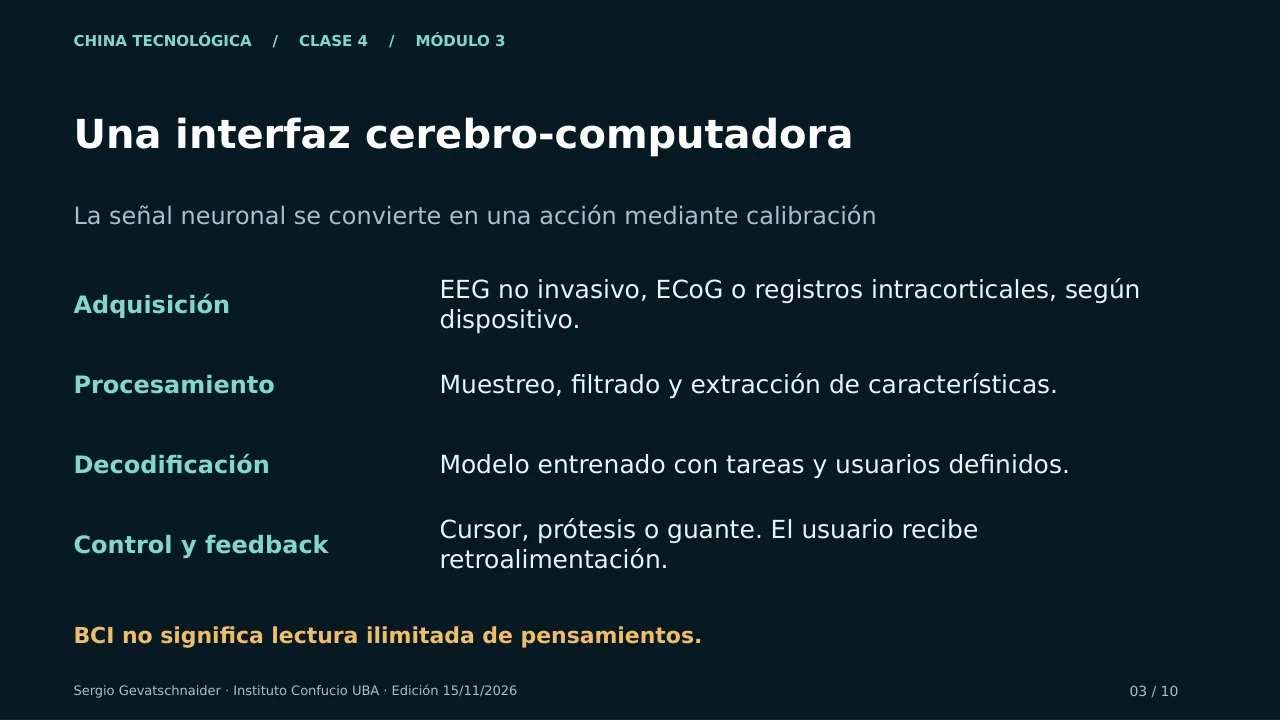 CHINA TECNOLÓGICA / CLASE 4 / MÓDULO 3
Una interfaz cerebro-computadora
La señal neuronal se convierte en una acción mediante calibración
Adquisición
EEG no invasivo, ECoG o registros intracorticales, según
dispositivo.
Procesamiento
Muestreo, filtrado y extracción de características.
Decodificación
Modelo entrenado con tareas y usuarios definidos.
Control y feedback
Cursor, prótesis o guante. El usuario recibe
retroalimentación.
BCI no significa lectura ilimitada de pensamientos.
Sergio Gevatschnaider · Instituto Confucio UBA · Edición 15/11/2026
03 / 10